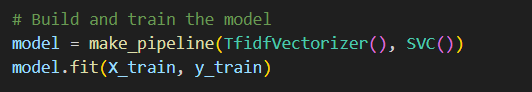 # Build and train the model
model = make_pipeline(TfidfVectorizer(), SVC())
model.fit(X_train, y_train)